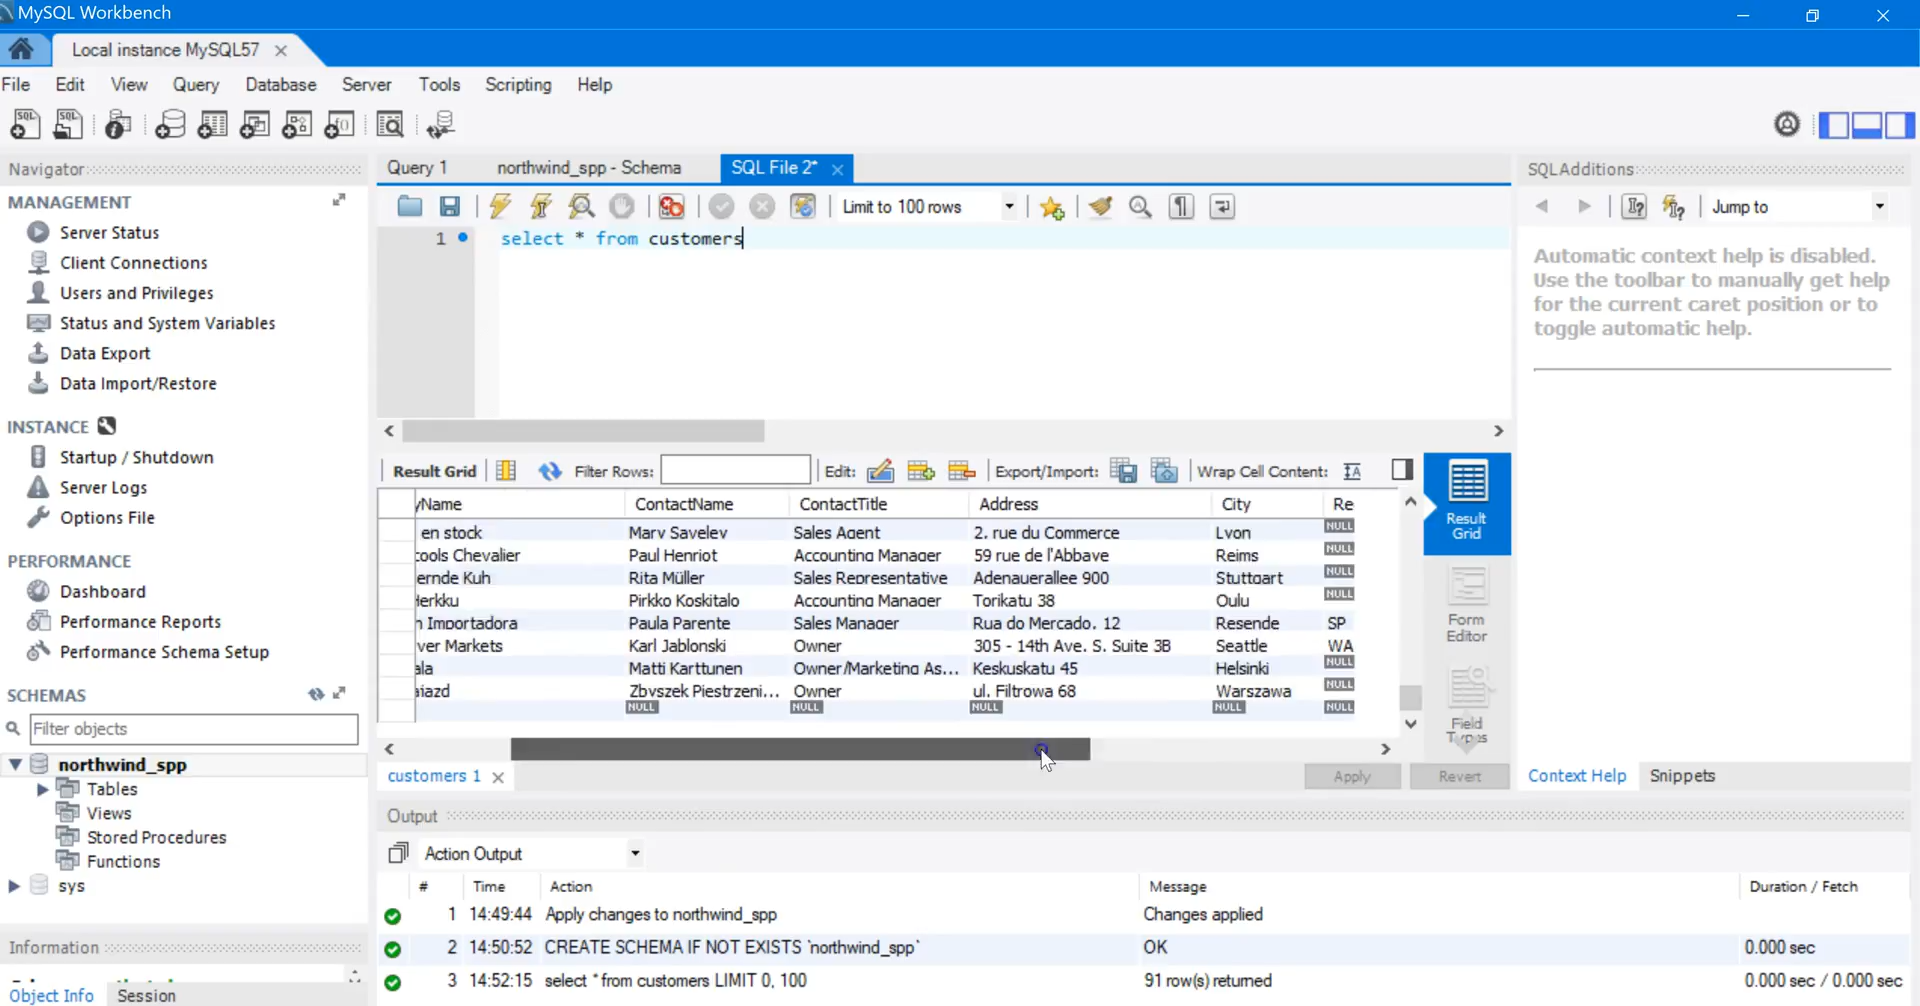 MySQL Workbench
Local instance MySQL57
File Edit View Query Database Server Tools Scripting Help
Navigator
MANAGEMENT
Server Status
Client Connections
Users and Privileges
Status and System Variables
Data Export
Data Import/Restore
INSTANCE
Startup / Shutdown
Server Logs
Options File
PERFORMANCE
Dashboard
Performance Reports
Performance Schema Setup
SCHEMAS
Filter objects
northwind_spp
Tables
Views
Stored Procedures
Functions
sys
Information
Object Info Session
Query 1 northwind_spp - Schema SQL File 2*
Limit to 100 rows
1 select * from customers
Result Grid Filter Rows: Edit: Export/Import: Wrap Cell Content:
yName ContactName ContactTitle Address City Re
en stock Mary Saveley Sales Agent 2, rue du Commerce Lyon NULL
cools Chevalier Paul Henriot Accounting Manager 59 rue de l'Abbaye Reims NULL
ernde Kuh Rita Müller Sales Representative Adenauerallee 900 Stuttgart NULL
Herkku Pirkko Koskitalo Accounting Manager Torikatu 38 Oulu NULL
n Importadora Paula Parente Sales Manager Rua do Mercado, 12 Resende SP
ver Markets Karl Jablonski Owner 305 - 14th Ave. S. Suite 3B Seattle WA
ala Matti Karttunen Owner/Marketing As... Keskuskatu 45 Helsinki NULL
ajazd Zbyszek Piestrzeni... Owner ul. Filtrowa 68 Warszawa NULL
NULL NULL NULL NULL NULL
Result
Grid
Form
Editor
Field
Types
customers 1 Apply Revert
SQLAdditions
Jump to
Automatic context help is disabled.
Use the toolbar to manually get help
for the current caret position or to
toggle automatic help.
Context Help Snippets
Output
Action Output
# Time Action Message Duration / Fetch
1 14:49:44 Apply changes to northwind_spp Changes applied
2 14:50:52 CREATE SCHEMA IF NOT EXISTS `northwind_spp` OK 0.000 sec
3 14:52:15 select * from customers LIMIT 0, 100 91 row(s) returned 0.000 sec / 0.000 sec